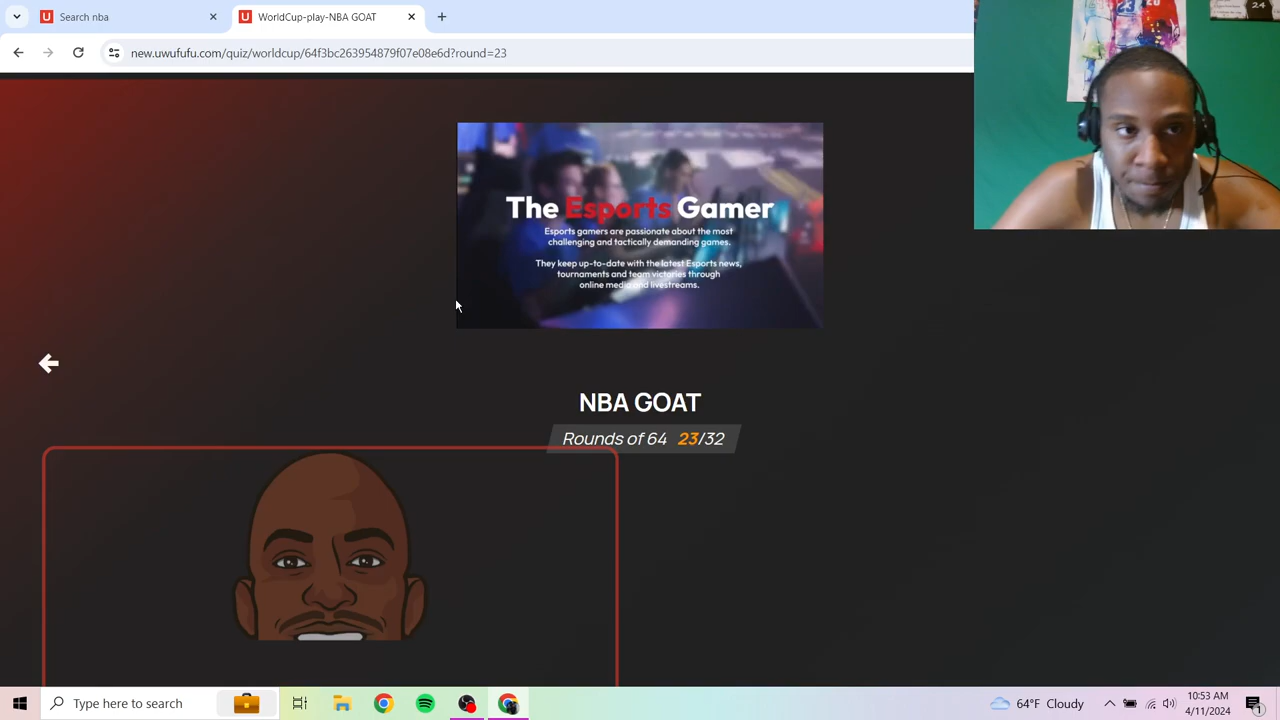 Search nba
WorldCup-play-NBA GOAT
new.uwufufu.com/quiz/worldcup/64f3bc263954879f07e08e6d?round=23
24
The Esports Gamer
Esports gamers are passionate about the most
challenging and tactically demanding games.
They keep up-to-date with the latest Esports news,
tournaments and team victories through
online media and livestreams.
NBA GOAT
Rounds of 64 23/32
Type here to search
64°F Cloudy
10:53 AM
4/11/2024
1